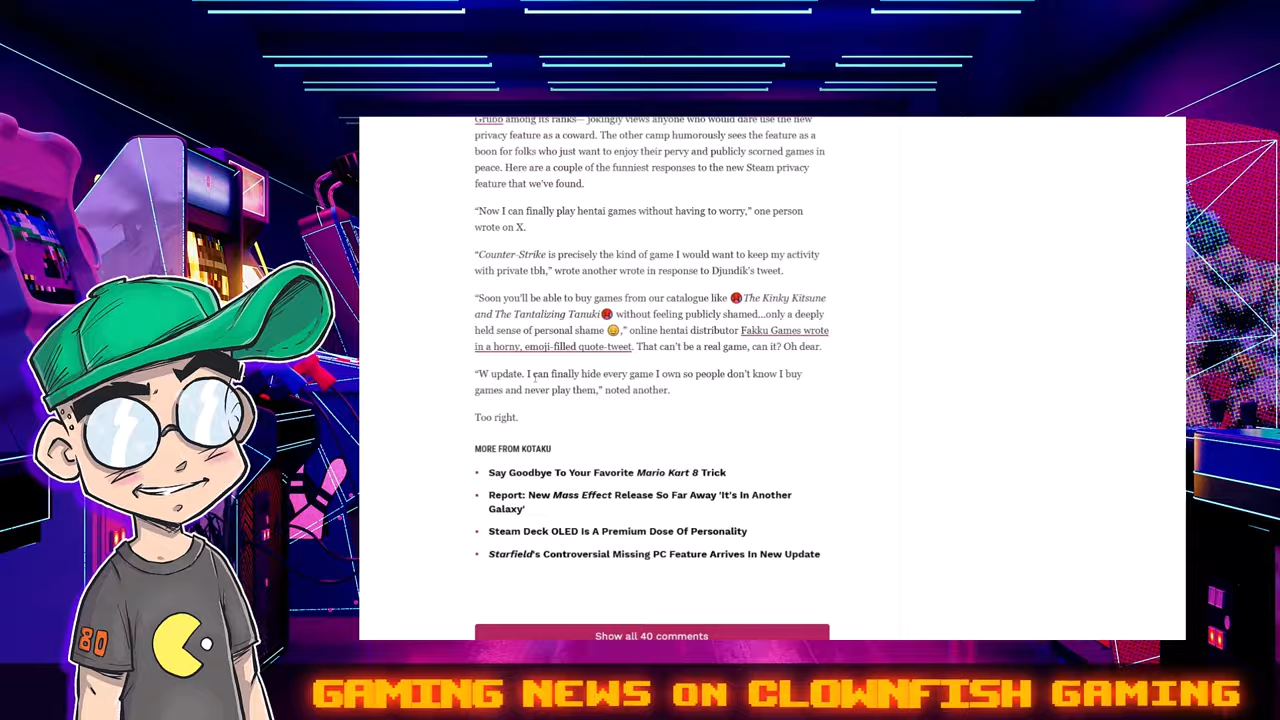 Grubb among its ranks— jokingly views anyone who would dare use the new
privacy feature as a coward. The other camp humorously sees the feature as a
boon for folks who just want to enjoy their pervy and publicly scorned games in
peace. Here are a couple of the funniest responses to the new Steam privacy
feature that we've found.
“Now I can finally play hentai games without having to worry,” one person
wrote on X.
“Counter-Strike is precisely the kind of game I would want to keep my activity
with private tbh,” wrote another wrote in response to Djundik's tweet.
“Soon you'll be able to buy games from our catalogue like 🔞The Kinky Kitsune
and The Tantalizing Tanuki🔞 without feeling publicly shamed...only a deeply
held sense of personal shame 😔,” online hentai distributor Fakku Games wrote
in a horny, emoji-filled quote-tweet. That can't be a real game, can it? Oh dear.
“W update. I can finally hide every game I own so people don't know I buy
games and never play them,” noted another.
Too right.
MORE FROM KOTAKU
• Say Goodbye To Your Favorite Mario Kart 8 Trick
• Report: New Mass Effect Release So Far Away 'It's In Another
Galaxy'
• Steam Deck OLED Is A Premium Dose Of Personality
• Starfield's Controversial Missing PC Feature Arrives In New Update
Show all 40 comments
80
GAMING NEWS ON CLOWNFISH GAMING